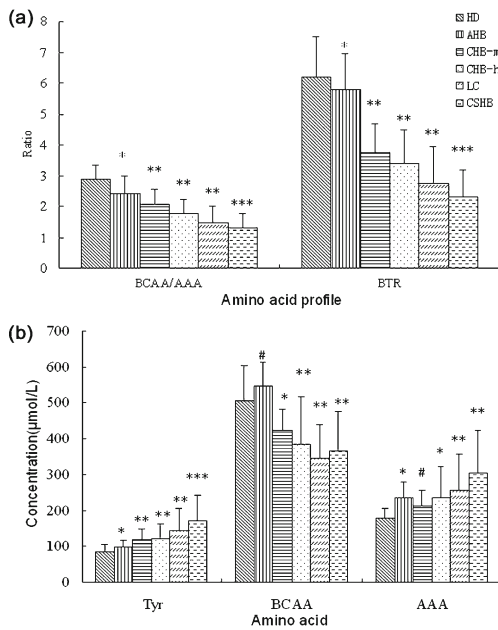 (a)
8
7
6
5
4
3
2
1
0
Ratio
HD
AHB
CHB-m
CHB-h
LC
CSHB
* ** ** ** ***
* ** ** ** ***
BCAA/AAA BTR
Amino acid profile
(b)
700
600
500
400
300
200
100
0
Concentration(μmol/L)
* ** ** ** ***
# * ** ** **
* # * ** **
Tyr BCAA AAA
Amino acid